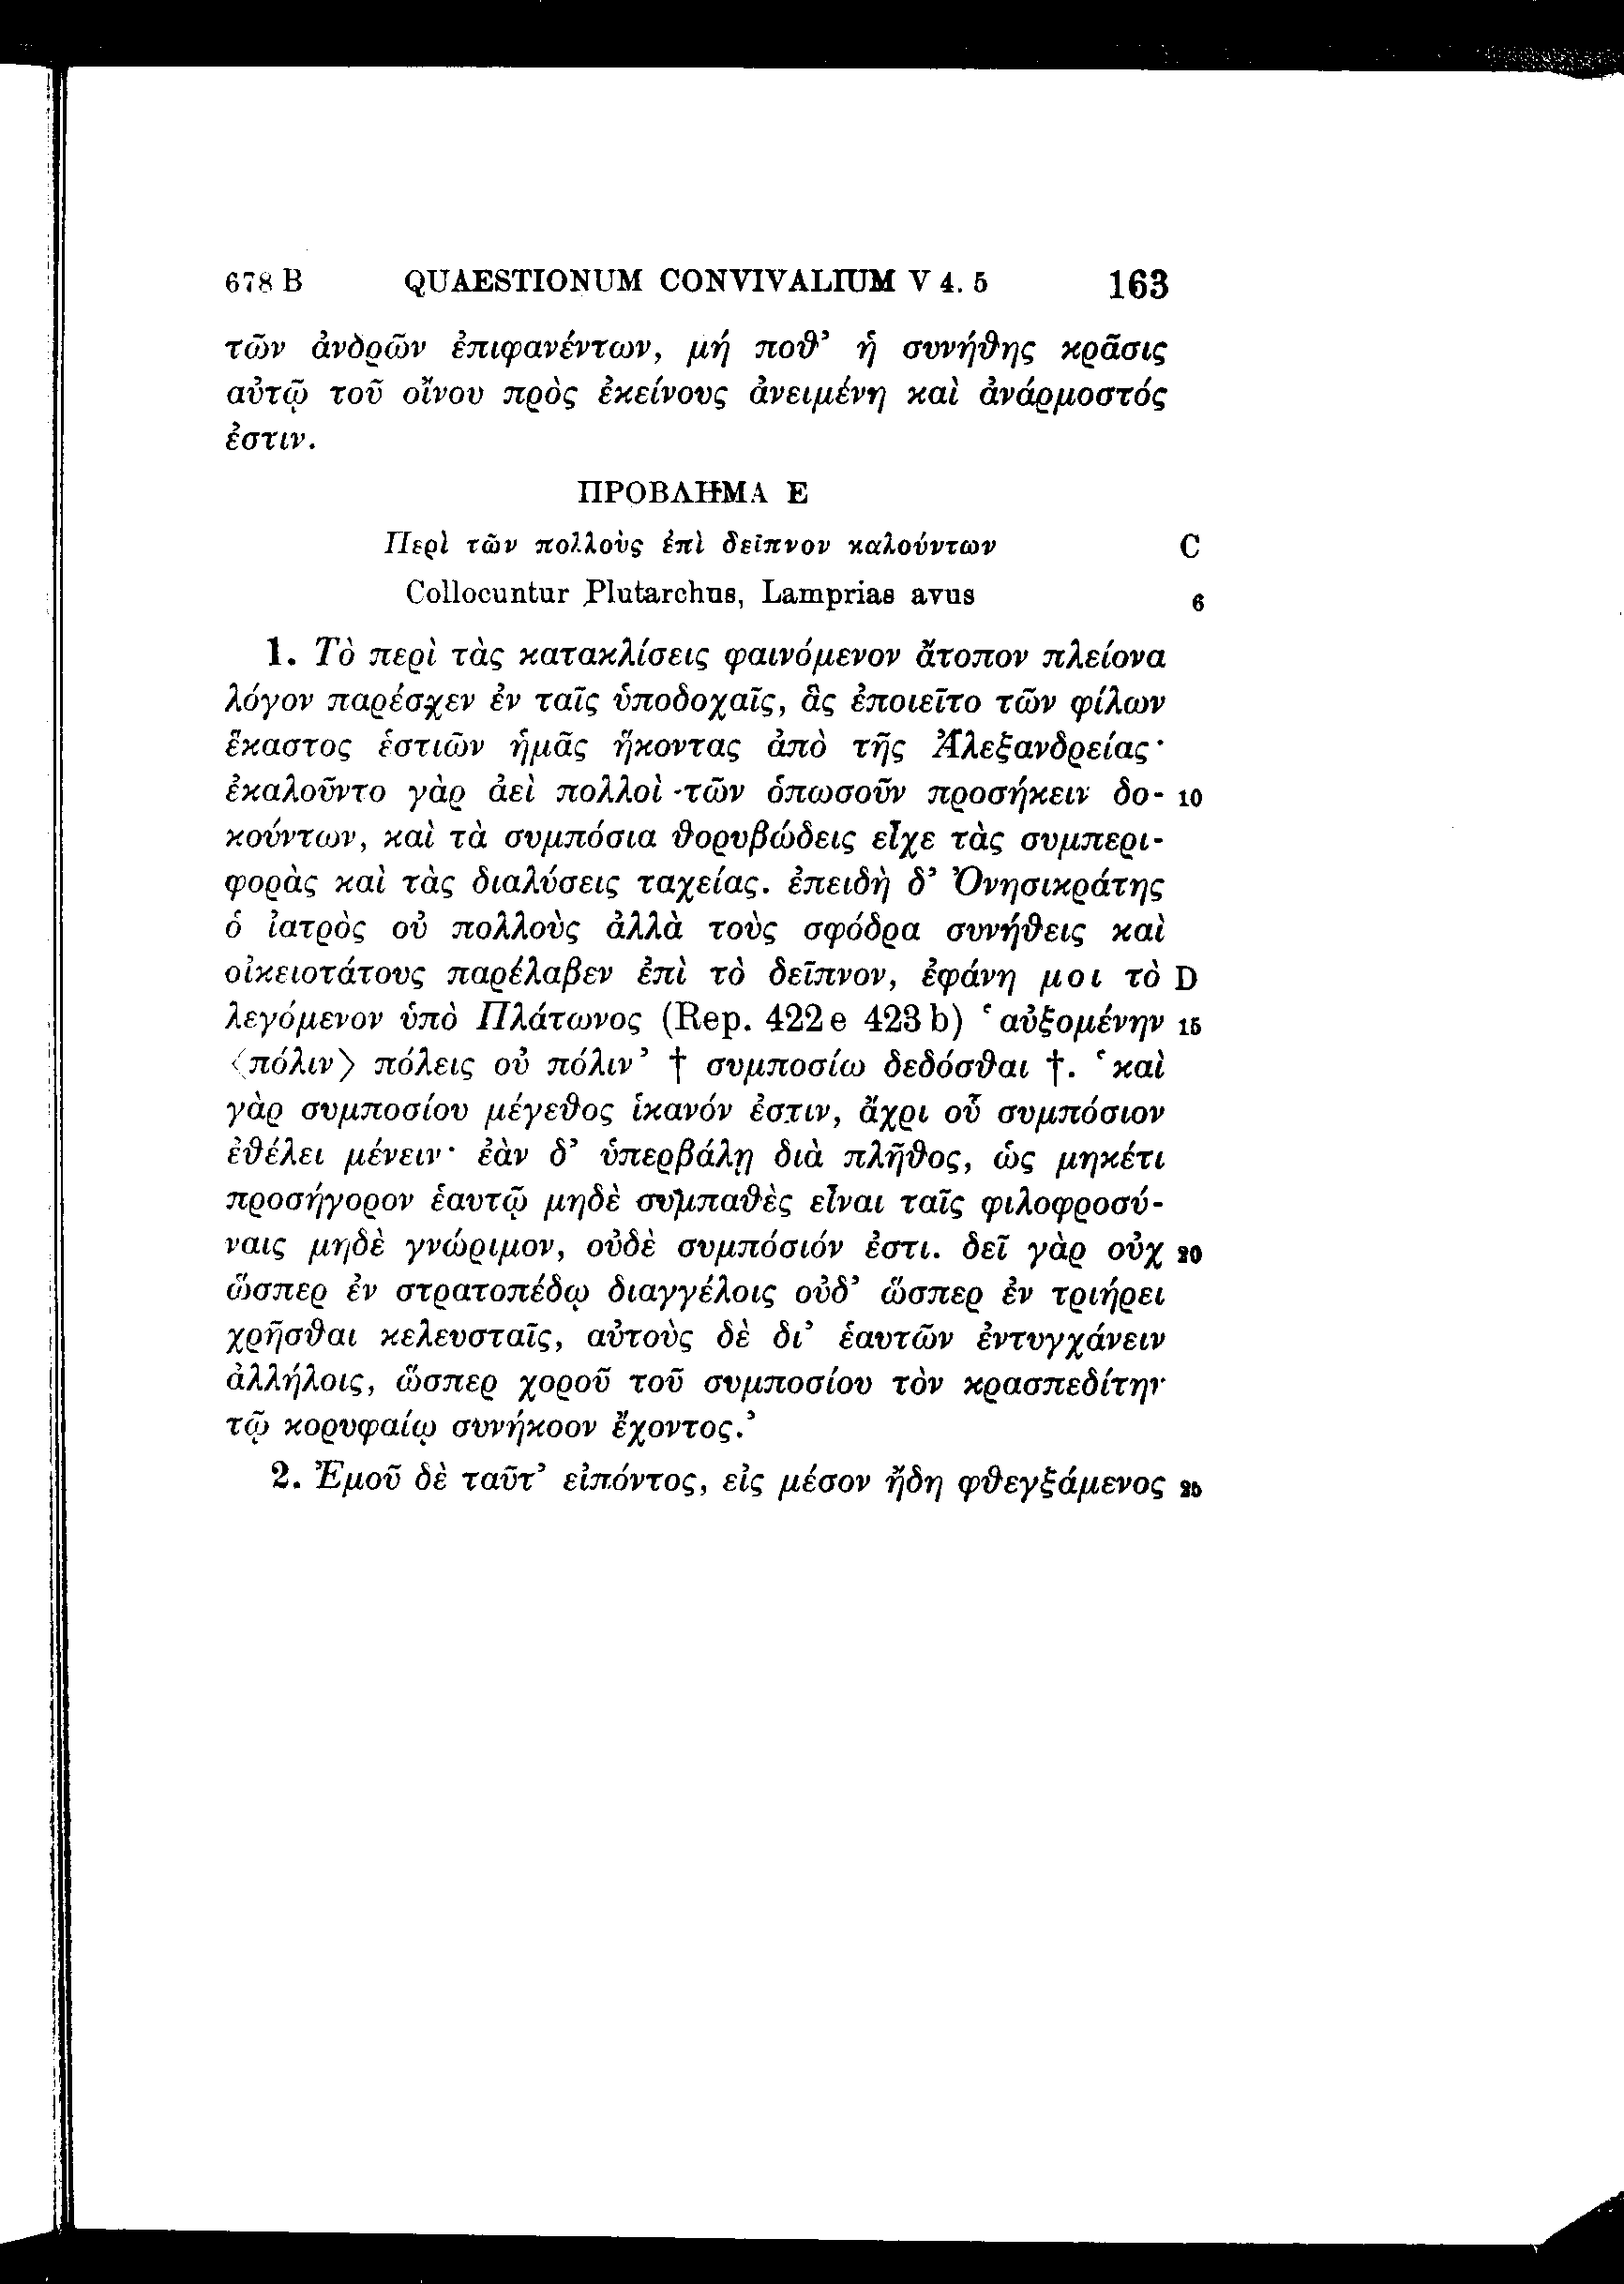 678 B QUAESTIONUM CONVIVALIUM V 4. 5 163
τῶν ἀνδρῶν ἐπιφανέντων, μή ποθ’ ἡ συνήθης κρᾶσις
αὐτῷ τοῦ οἴνου πρὸς ἐκείνους ἀνειμένη καὶ ἀνάρμοστός
ἐστιν.
ΠΡΟΒΛΗΜΑ Ε
Περὶ τῶν πολλοὺς ἐπὶ δεῖπνον καλούντων C
Collocuntur Plutarchus, Lamprias avus 6
1. Τὸ περὶ τὰς κατακλίσεις φαινόμενον ἄτοπον πλείονα
λόγον παρέσχεν ἐν ταῖς ὑποδοχαῖς, ἃς ἐποιεῖτο τῶν φίλων
ἕκαστος ἑστιῶν ἡμᾶς ἥκοντας ἀπὸ τῆς Ἀλεξανδρείας·
ἐκαλοῦντο γὰρ ἀεὶ πολλοὶ τῶν ὁπωσοῦν προσήκειν δο- 10
κούντων, καὶ τὰ συμπόσια θορυβώδεις εἶχε τὰς συμπερι-
φορὰς καὶ τὰς διαλύσεις ταχείας. ἐπειδὴ δ’ Ὀνησικράτης
ὁ ἰατρὸς οὐ πολλοὺς ἀλλὰ τοὺς σφόδρα συνήθεις καὶ
οἰκειοτάτους παρέλαβεν ἐπὶ τὸ δεῖπνον, ἐφάνη μοι τὸ D
λεγόμενον ὑπὸ Πλάτωνος (Rep. 422 e 423 b) ‘αὐξομένην 15
〈πόλιν〉 πόλεις οὐ πόλιν’ † συμποσίω δεδόσθαι †. ‘καὶ
γὰρ συμποσίου μέγεθος ἱκανόν ἐστιν, ἄχρι οὗ συμπόσιον
ἐθέλει μένειν· ἐὰν δ’ ὑπερβάλῃ διὰ πλῆθος, ὡς μηκέτι
προσήγορον ἑαυτῷ μηδὲ συμπαθὲς εἶναι ταῖς φιλοφροσύ-
ναις μηδὲ γνώριμον, οὐδὲ συμπόσιόν ἐστι. δεῖ γὰρ οὐχ 20
ὥσπερ ἐν στρατοπέδῳ διαγγέλοις οὐδ’ ὥσπερ ἐν τριήρει
χρῆσθαι κελευσταῖς, αὐτοὺς δὲ δι’ ἑαυτῶν ἐντυγχάνειν
ἀλλήλοις, ὥσπερ χοροῦ τοῦ συμποσίου τὸν κρασπεδίτην
τῷ κορυφαίῳ συνήκοον ἔχοντος.’
2. Ἐμοῦ δὲ ταῦτ’ εἰπόντος, εἰς μέσον ἤδη φθεγξάμενος 25